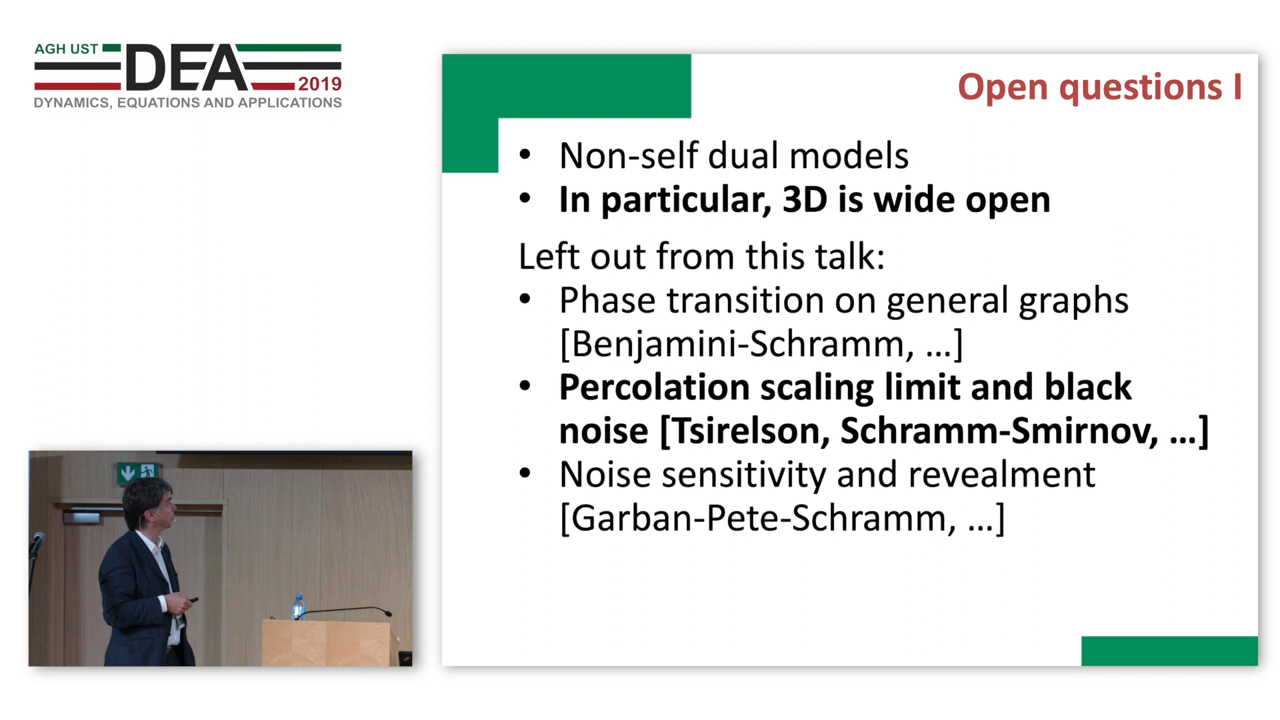 AGH UST
DEA
2019
DYNAMICS, EQUATIONS AND APPLICATIONS
Open questions I
• Non-self dual models
• In particular, 3D is wide open
Left out from this talk:
• Phase transition on general graphs
[Benjamini-Schramm, …]
• Percolation scaling limit and black
noise [Tsirelson, Schramm-Smirnov, …]
• Noise sensitivity and revealment
[Garban-Pete-Schramm, …]